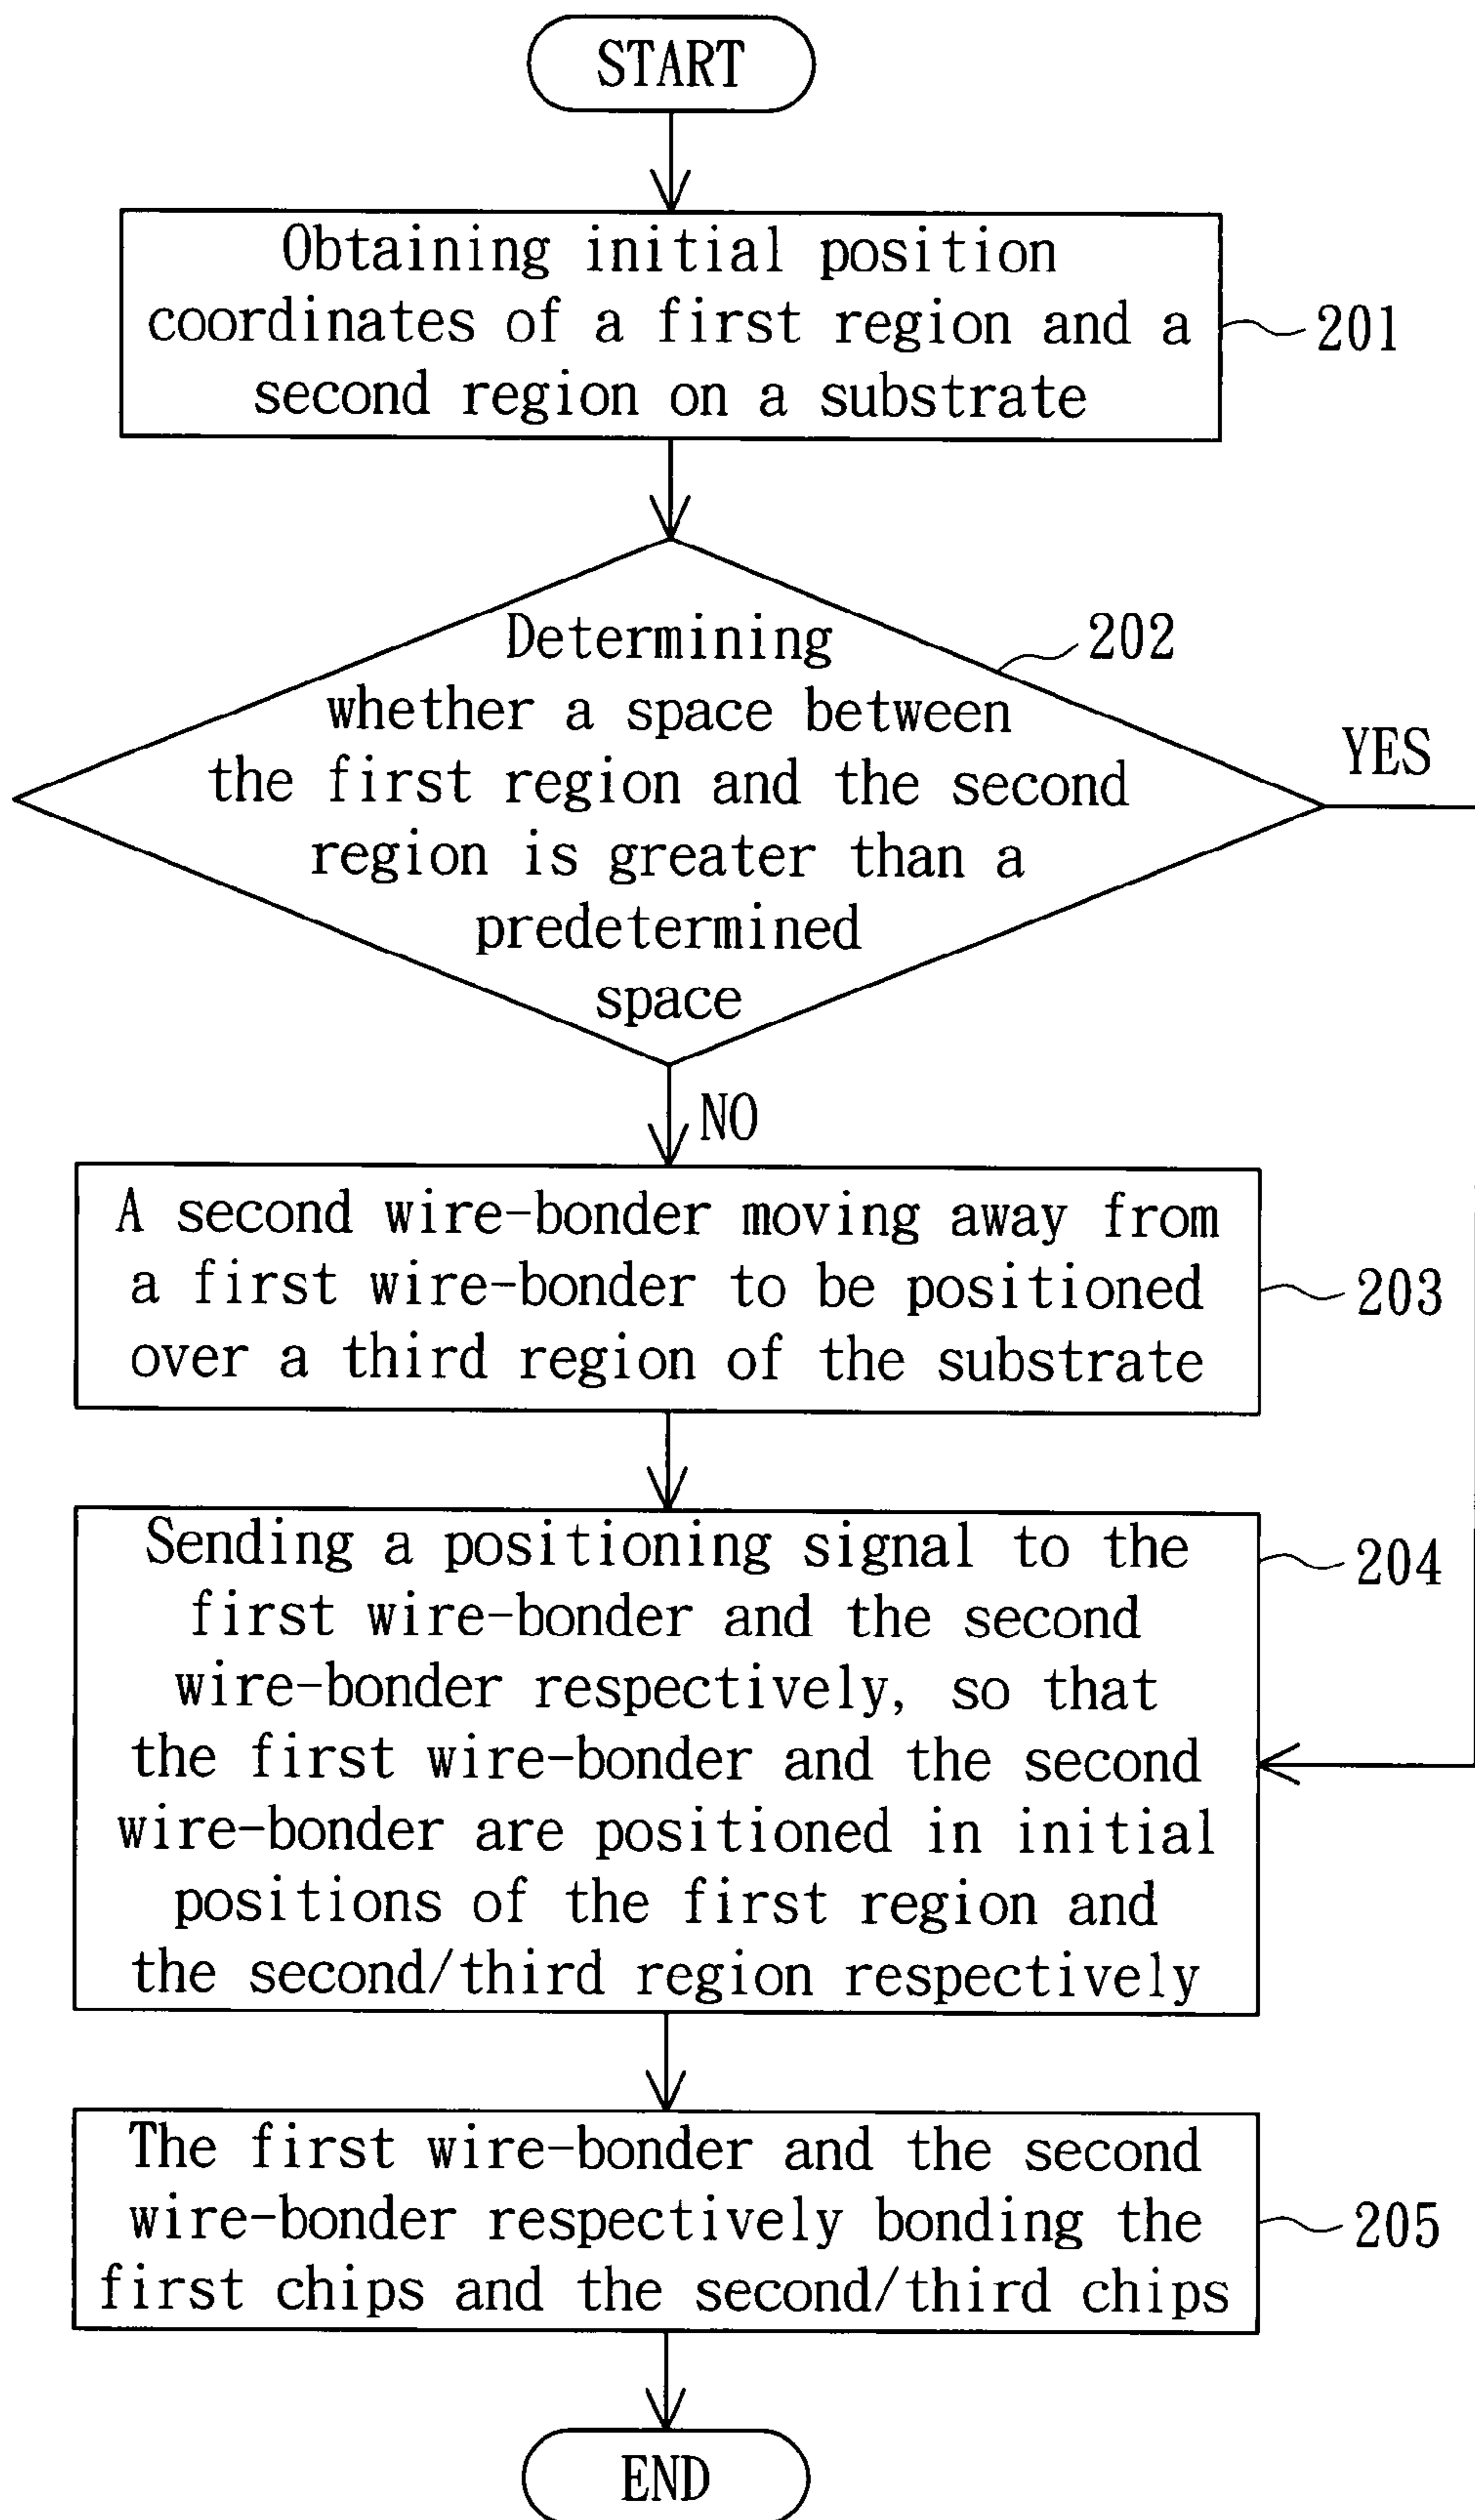 START
Obtaining initial position
coordinates of a first region and a
second region on a substrate
201
Determining
whether a space between
the first region and the second
region is greater than a
predetermined
space
202
YES
NO
A second wire-bonder moving away from
a first wire-bonder to be positioned
over a third region of the substrate
203
Sending a positioning signal to the
first wire-bonder and the second
wire-bonder respectively, so that
the first wire-bonder and the second
wire-bonder are positioned in initial
positions of the first region and
the second/third region respectively
204
The first wire-bonder and the second
wire-bonder respectively bonding the
first chips and the second/third chips
205
END